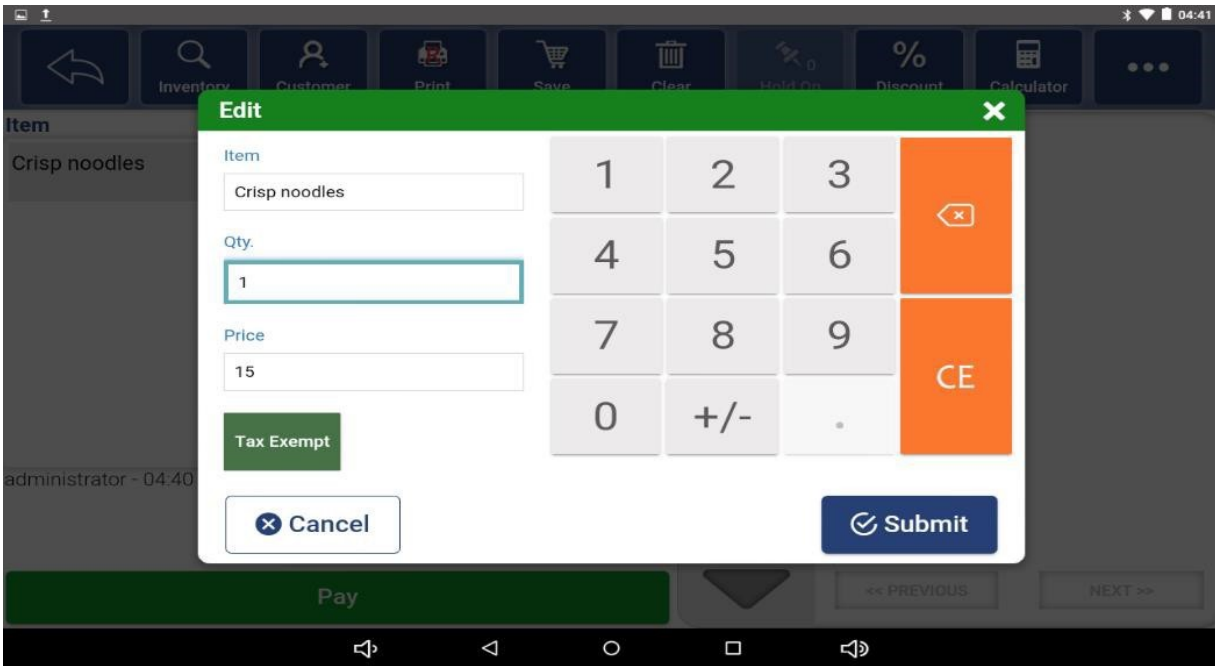 04:41
Inventory
Customer
Print
Save
Clear
0
Hold On
%
Discount
Calculator
Item
Crisp noodles
Edit
Item
Crisp noodles
Qty.
1
Price
15
Tax Exempt
1 2 3
4 5 6
7 8 9
CE
0 +/- .
administrator - 04:40
Cancel
Submit
Pay
<< PREVIOUS
NEXT >>